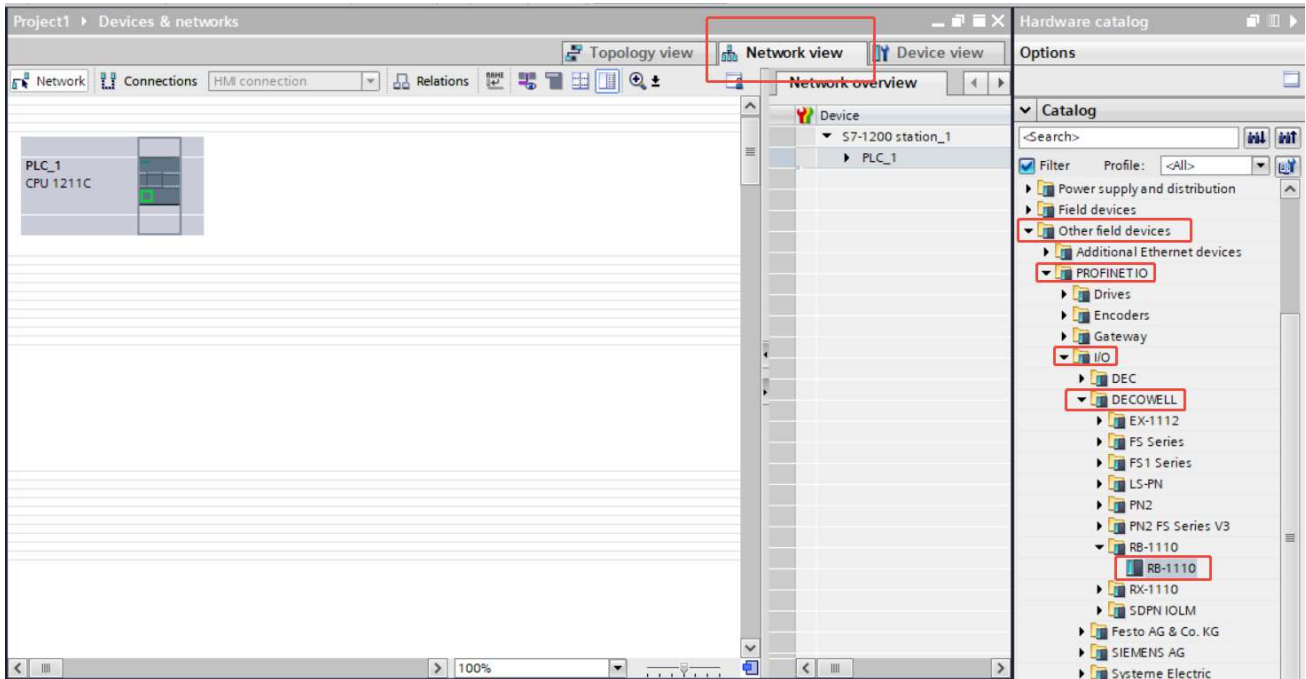 Project1 ▸ Devices & networks
Topology view
Network view
Device view
Network
Connections
HMI connection
Relations
Network overview
PLC_1
CPU 1211C
Device
S7-1200 station_1
PLC_1
100%
Hardware catalog
Options
Catalog
<Search>
Filter
Profile:
<All>
Power supply and distribution
Field devices
Other field devices
Additional Ethernet devices
PROFINET IO
Drives
Encoders
Gateway
I/O
DEC
DECOWELL
EX-1112
FS Series
FS1 Series
LS-PN
PN2
PN2 FS Series V3
RB-1110
RB-1110
RX-1110
SDPN IOLM
Festo AG & Co. KG
SIEMENS AG
Systeme Electric